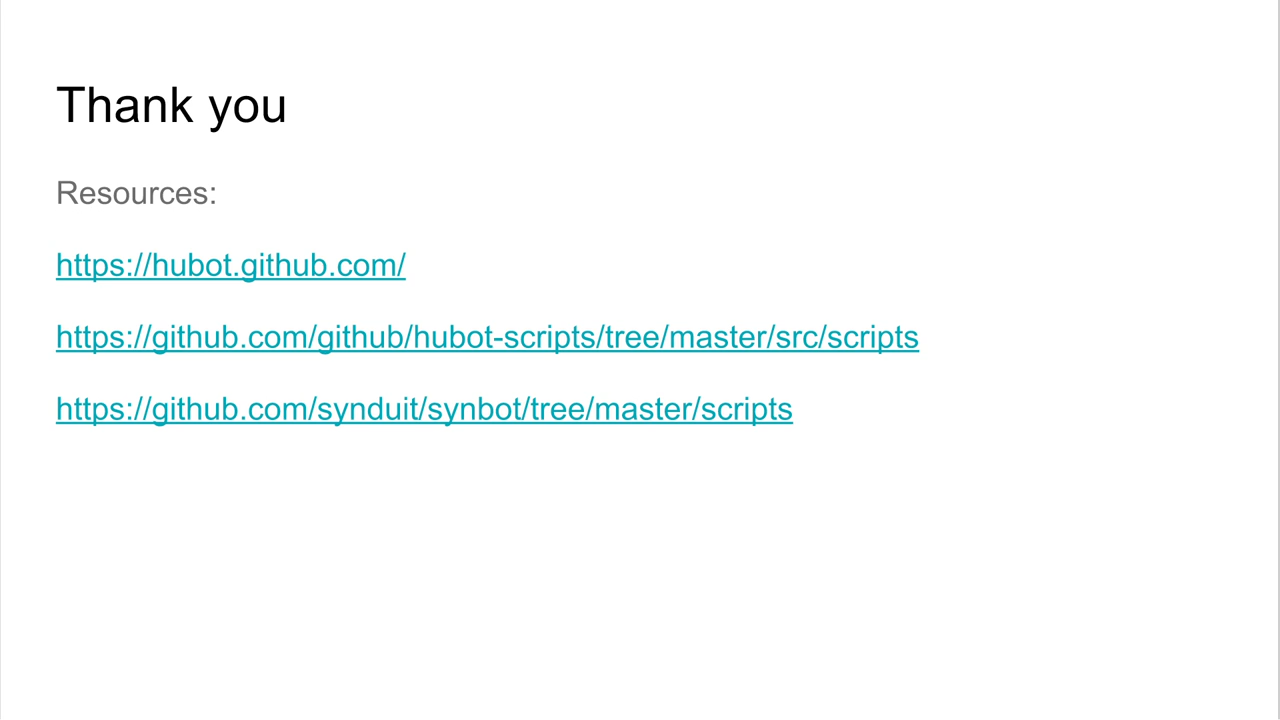 Thank you
Resources:
https://hubot.github.com/
https://github.com/github/hubot-scripts/tree/master/src/scripts
https://github.com/synduit/synbot/tree/master/scripts